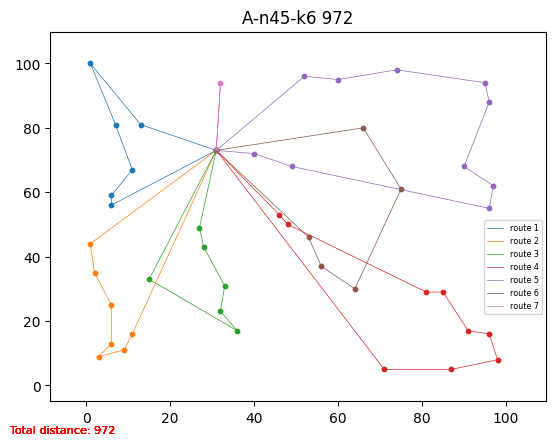 A-n45-k6 972
100
80
60
40
20
0
route 1
route 2
route 3
route 4
route 5
route 6
route 7
0 20 40 60 80 100
Total distance: 972